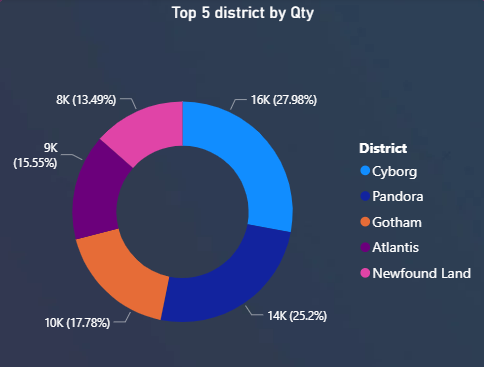 Top 5 district by Qty
8K (13.49%)
16K (27.98%)
9K
(15.55%)
10K (17.78%)
14K (25.2%)
District
Cyborg
Pandora
Gotham
Atlantis
Newfound Land